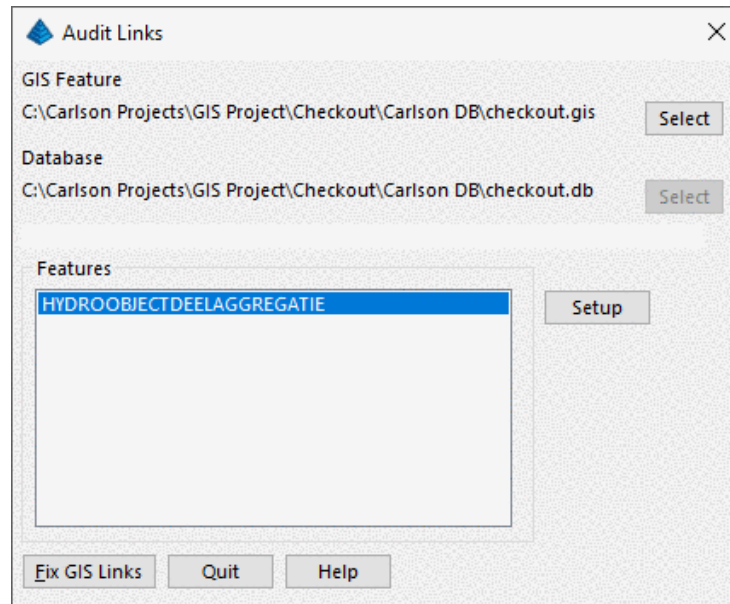 Audit Links
GIS Feature
C:\Carlson Projects\GIS Project\Checkout\Carlson DB\checkout.gis
Select
Database
C:\Carlson Projects\GIS Project\Checkout\Carlson DB\checkout.db
Select
Features
HYDROOBJECTDEELAGGREGATIE
Setup
Fix GIS Links
Quit
Help